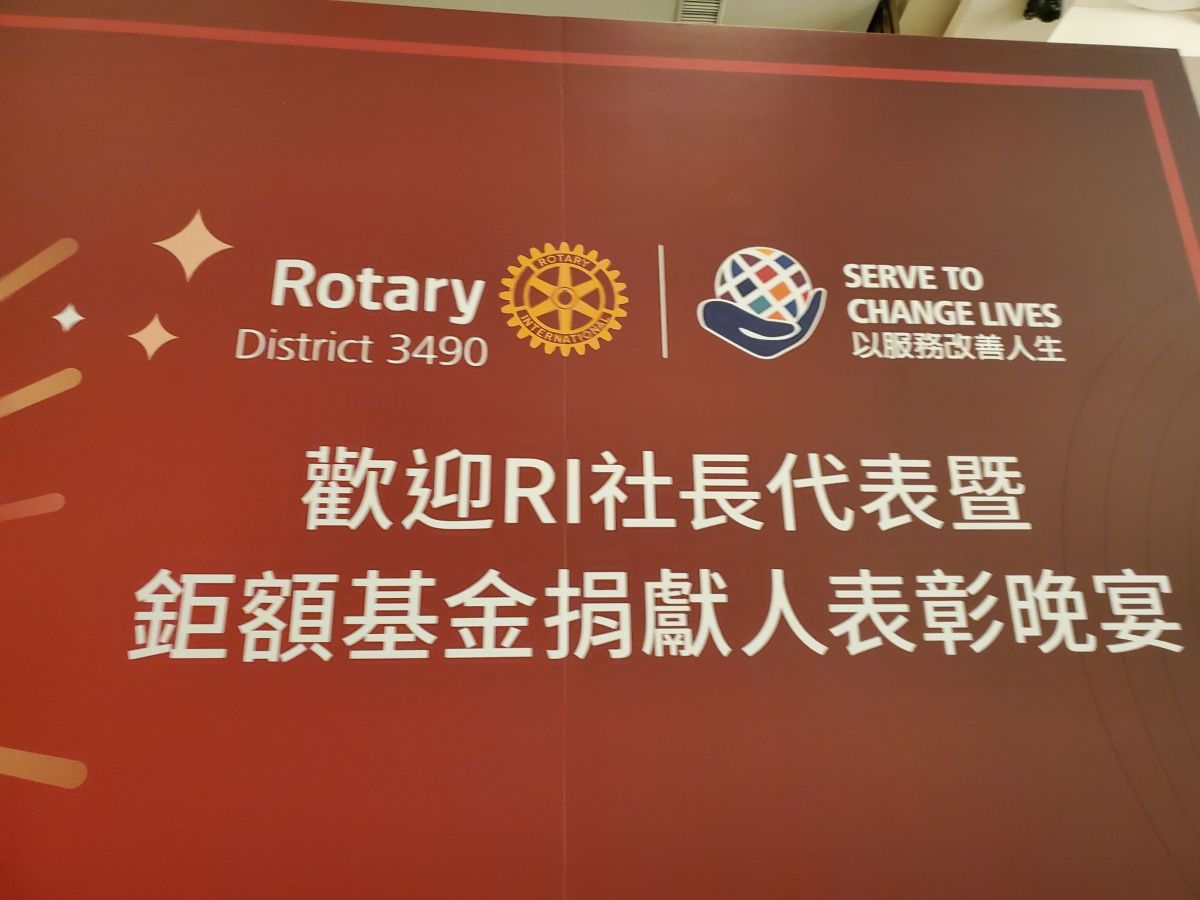 Rotary
District 3490
ROTARY
INTERNATIONAL
SERVE TO
CHANGE LIVES
以服務改善人生
歡迎RI社長代表暨
鉅額基金捐獻人表彰晚宴